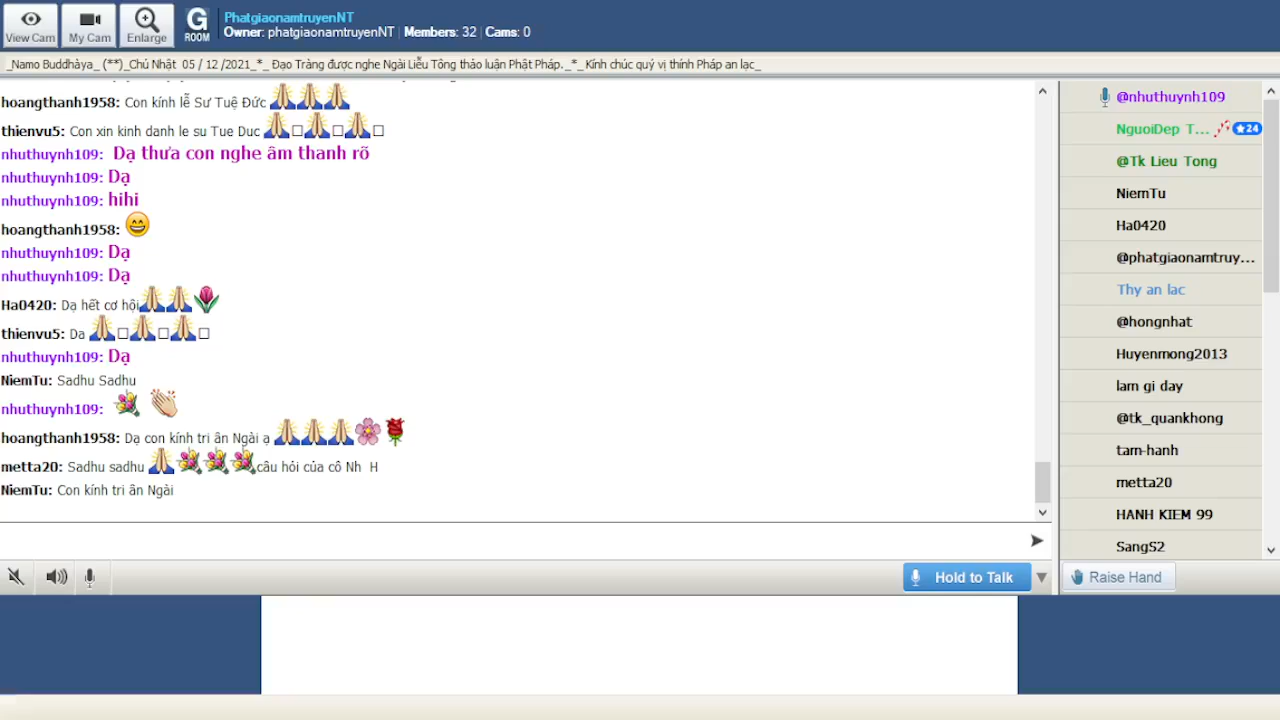 PhatgiaonamtruyenNT
Owner: phatgiaonamtruyenNT | Members: 32 | Cams: 0
View Cam
My Cam
Enlarge
G ROOM
_Namo Buddhàya_ (**)_Chủ Nhật 05 / 12 /2021_*_ Đạo Tràng được nghe Ngài Liễu Tông thảo luận Phật Pháp._*_Kính chúc quý vị thính Pháp an lạc_
hoangthanh1958: Con kính lễ Sư Tuệ Đức
thienvu5: Con xin kinh danh le su Tue Duc
nhuthuynh109: Dạ thưa con nghe âm thanh rõ
nhuthuynh109: Dạ
nhuthuynh109: hihi
hoangthanh1958:
nhuthuynh109: Dạ
nhuthuynh109: Dạ
Ha0420: Dạ hết cơ hội
thienvu5: Da
nhuthuynh109: Dạ
NiemTu: Sadhu Sadhu
nhuthuynh109:
hoangthanh1958: Dạ con kính tri ân Ngài ạ
metta20: Sadhu sadhu câu hỏi của cô Nh H
NiemTu: Con kính tri ân Ngài
@nhuthuynh109
NguoiDep T... 24
@Tk Lieu Tong
NiemTu
Ha0420
@phatgiaonamtruy...
Thy an lac
@hongnhat
Huyenmong2013
lam gi day
@tk_quankhong
tam-hanh
metta20
HANH KIEM 99
SangS2
Hold to Talk
Raise Hand